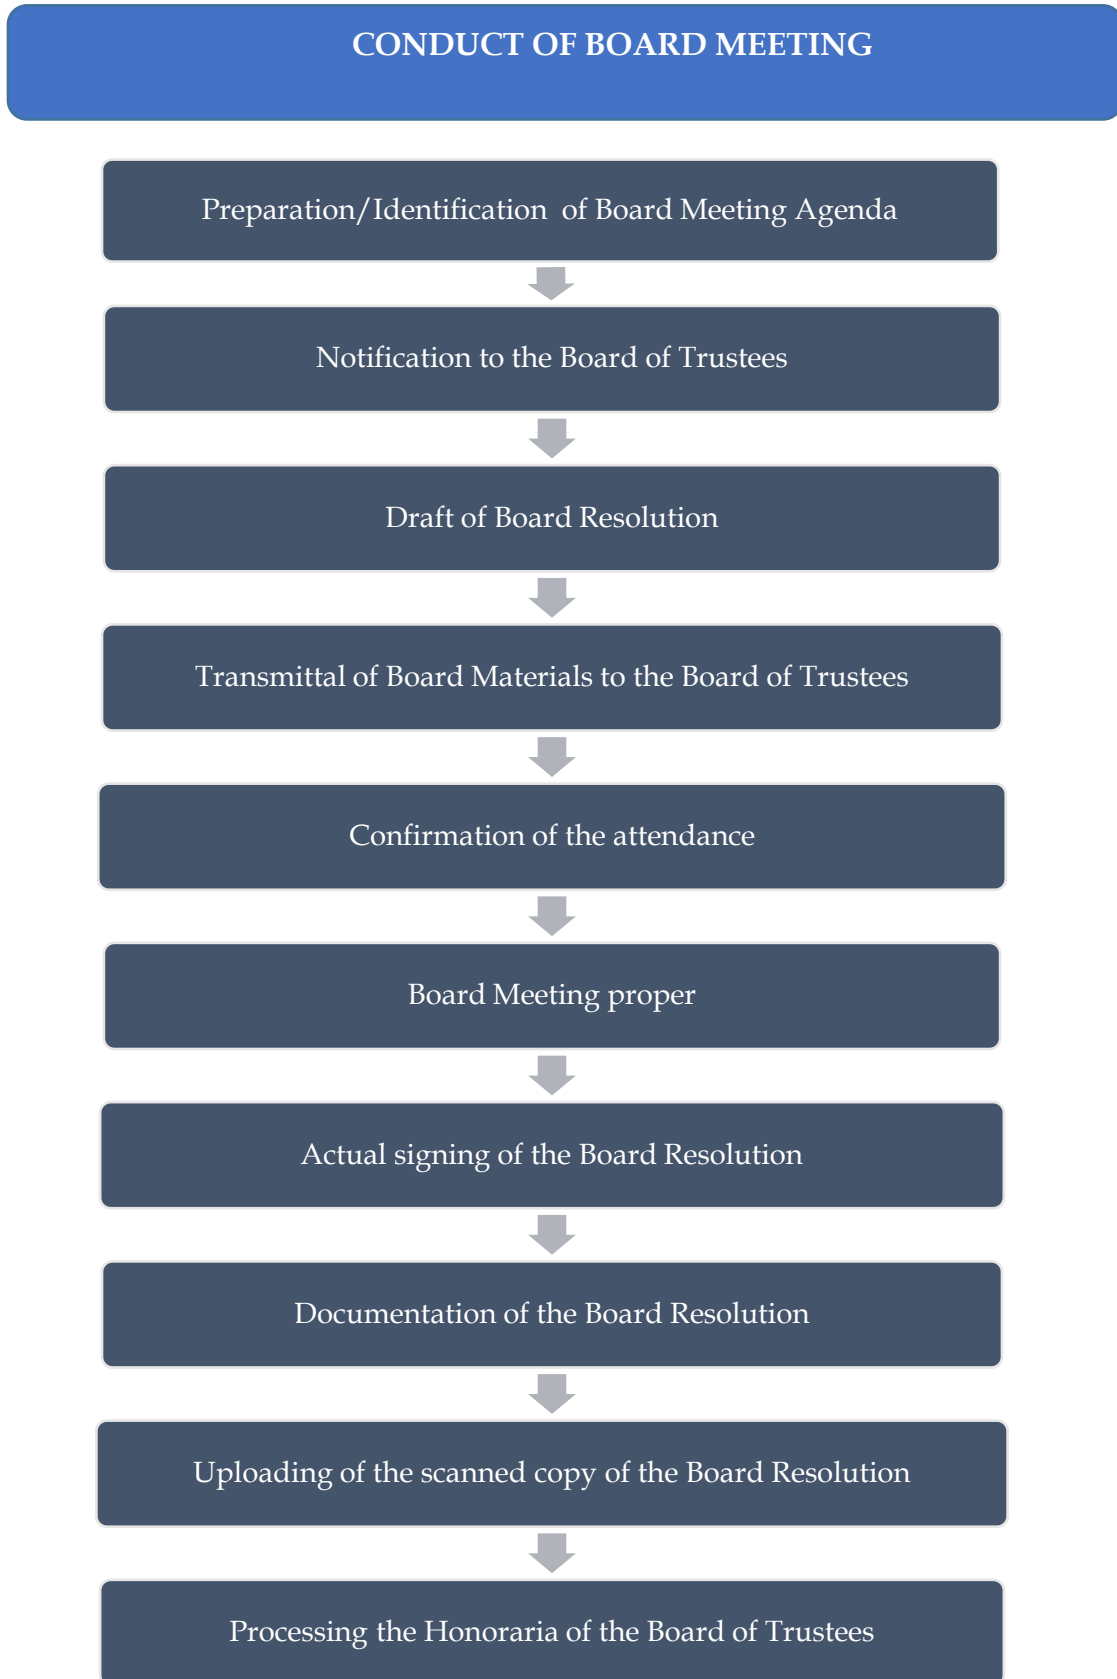 CONDUCT OF BOARD MEETING
Preparation/Identification of Board Meeting Agenda
Notification to the Board of Trustees
Draft of Board Resolution
Transmittal of Board Materials to the Board of Trustees
Confirmation of the attendance
Board Meeting proper
Actual signing of the Board Resolution
Documentation of the Board Resolution
Uploading of the scanned copy of the Board Resolution
Processing the Honoraria of the Board of Trustees